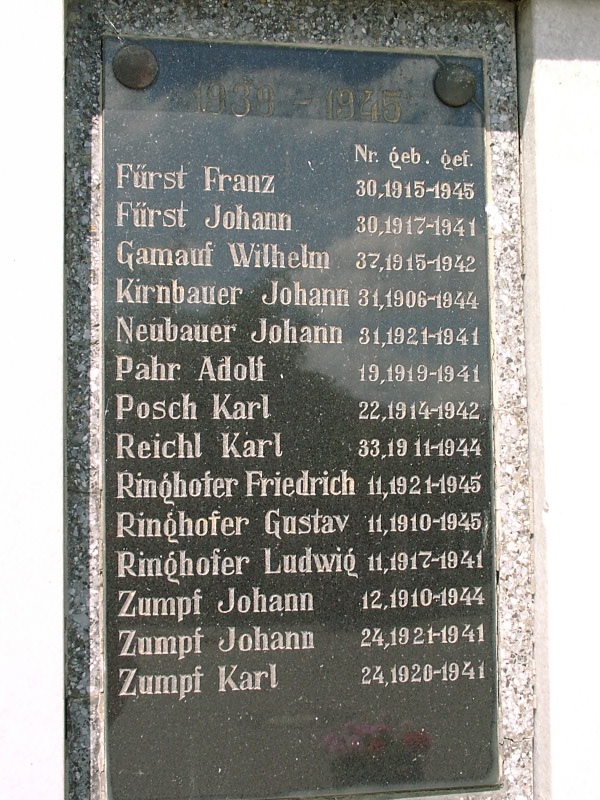 1939 - 1945
Nr. geb. gef.
Fürst Franz 30,1915-1945
Fürst Johann 30,1917-1941
Gamauf Wilhelm 37,1915-1942
Kirnbauer Johann 31,1906-1944
Neubauer Johann 31,1921-1941
Pahr Adolf 19,1919-1941
Posch Karl 22,1914-1942
Reichl Karl 33,1911-1944
Ringhofer Friedrich 11,1921-1945
Ringhofer Gustav 11,1910-1945
Ringhofer Ludwig 11,1917-1941
Zumpf Johann 12,1910-1944
Zumpf Johann 24,1921-1941
Zumpf Karl 24,1920-1941